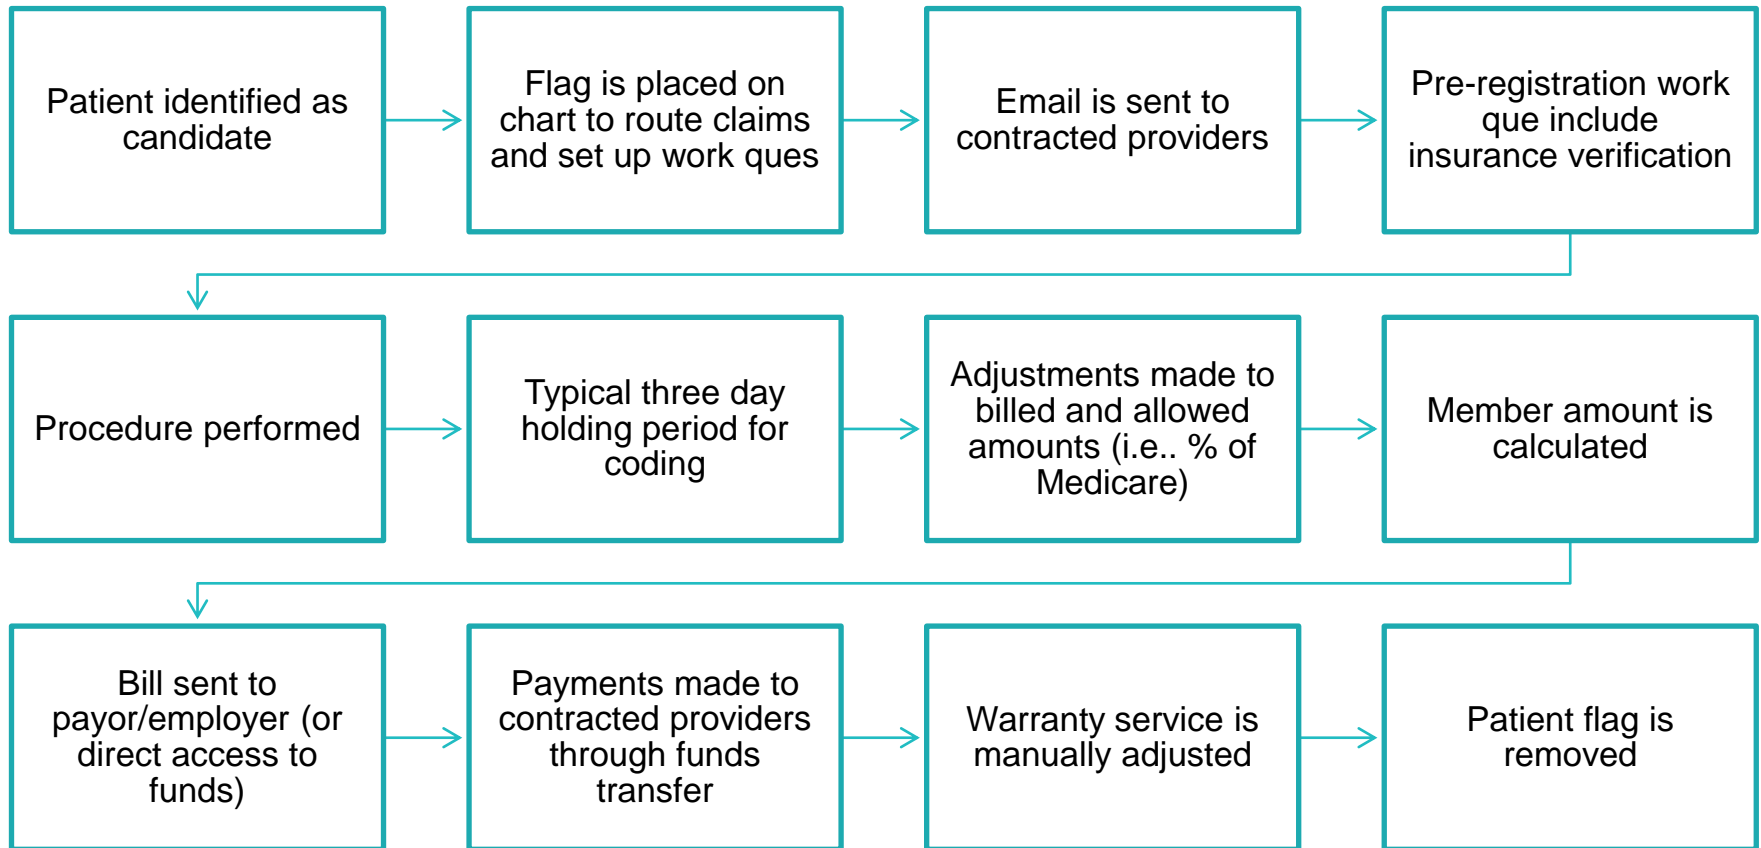 Patient identified as
candidate
Flag is placed on
chart to route claims
and set up work ques
Email is sent to
contracted providers
Pre-registration work
que include
insurance verification
Procedure performed
Typical three day
holding period for
coding
Adjustments made to
billed and allowed
amounts (i.e.. % of
Medicare)
Member amount is
calculated
Bill sent to
payor/employer (or
direct access to
funds)
Payments made to
contracted providers
through funds
transfer
Warranty service is
manually adjusted
Patient flag is
removed